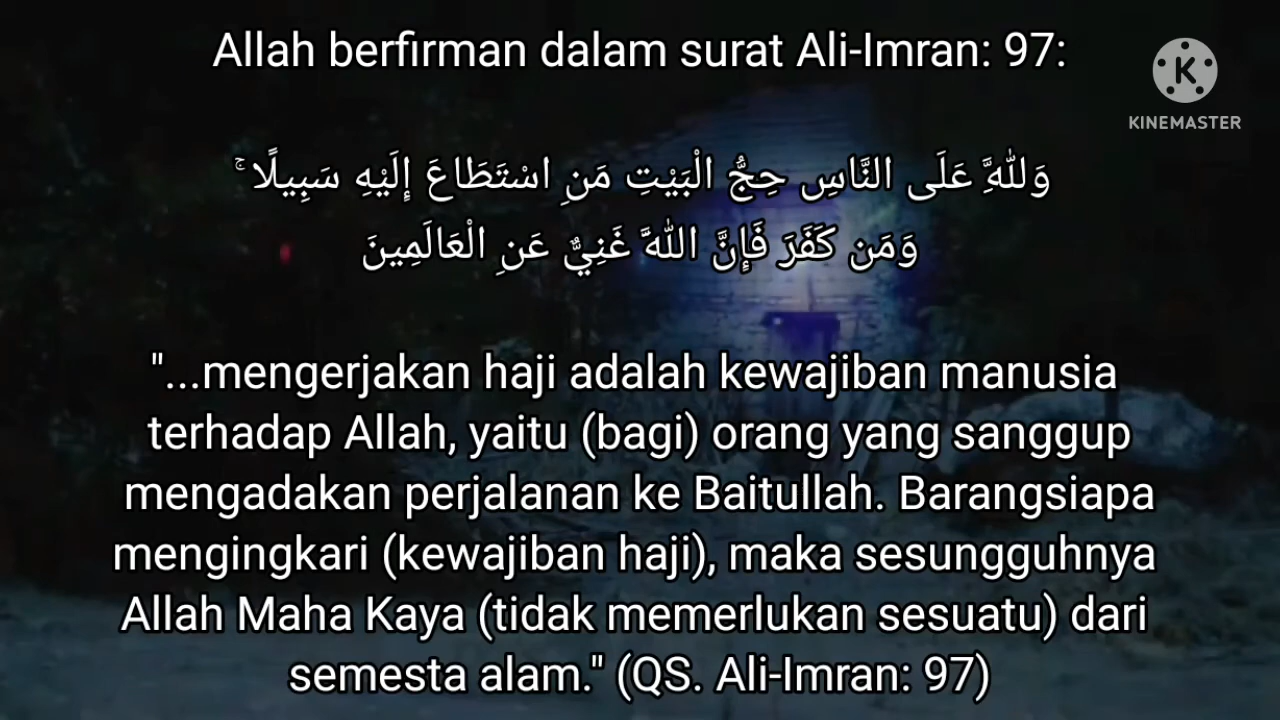 Allah berfirman dalam surat Ali-Imran: 97:
KINEMASTER
وَلِلَّهِ عَلَى النَّاسِ حِجُّ الْبَيْتِ مَنِ اسْتَطَاعَ إِلَيْهِ سَبِيلًا ۚ
وَمَن كَفَرَ فَإِنَّ اللَّهَ غَنِيٌّ عَنِ الْعَالَمِينَ
"...mengerjakan haji adalah kewajiban manusia
terhadap Allah, yaitu (bagi) orang yang sanggup
mengadakan perjalanan ke Baitullah. Barangsiapa
mengingkari (kewajiban haji), maka sesungguhnya
Allah Maha Kaya (tidak memerlukan sesuatu) dari
semesta alam." (QS. Ali-Imran: 97)